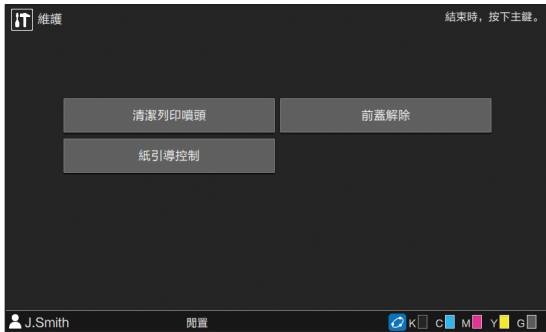 維護
結束時，按下主鍵。
清潔列印噴頭
前蓋解除
紙引導控制
J.Smith
閒置
K C M Y G